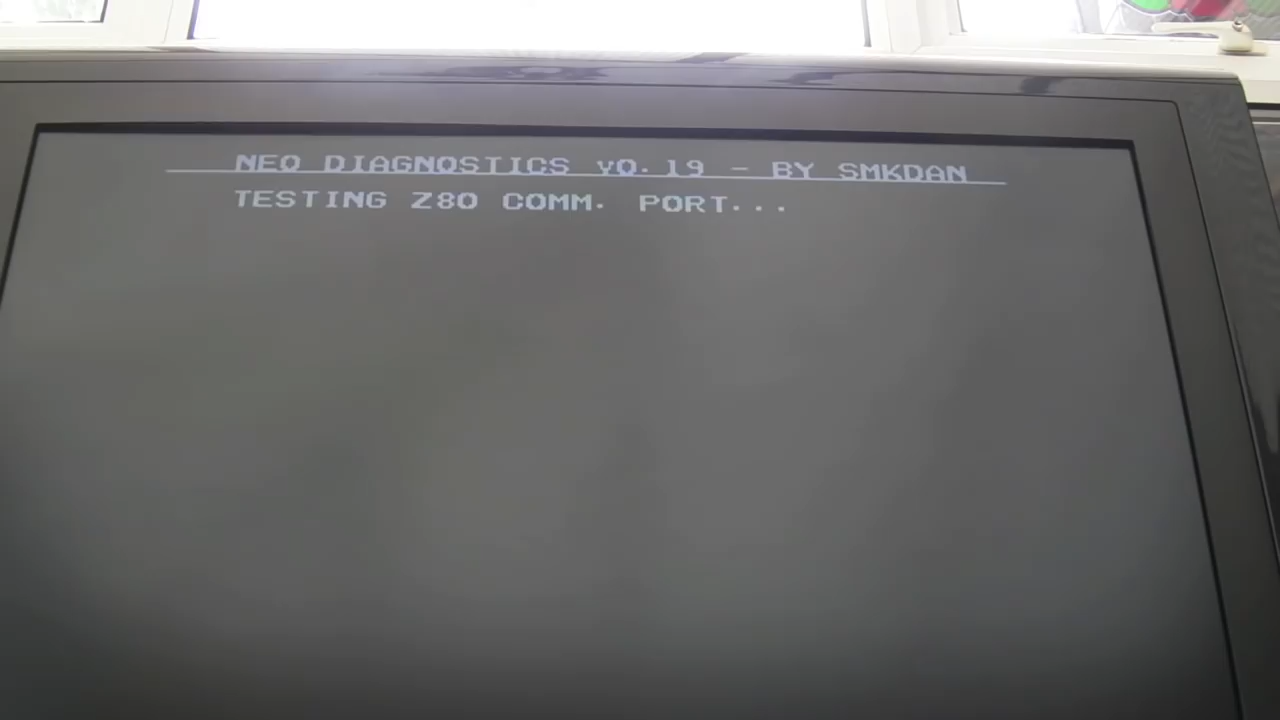 NEO DIAGNOSTICS v0.19 - BY SMKDAN
TESTING Z80 COMM. PORT...